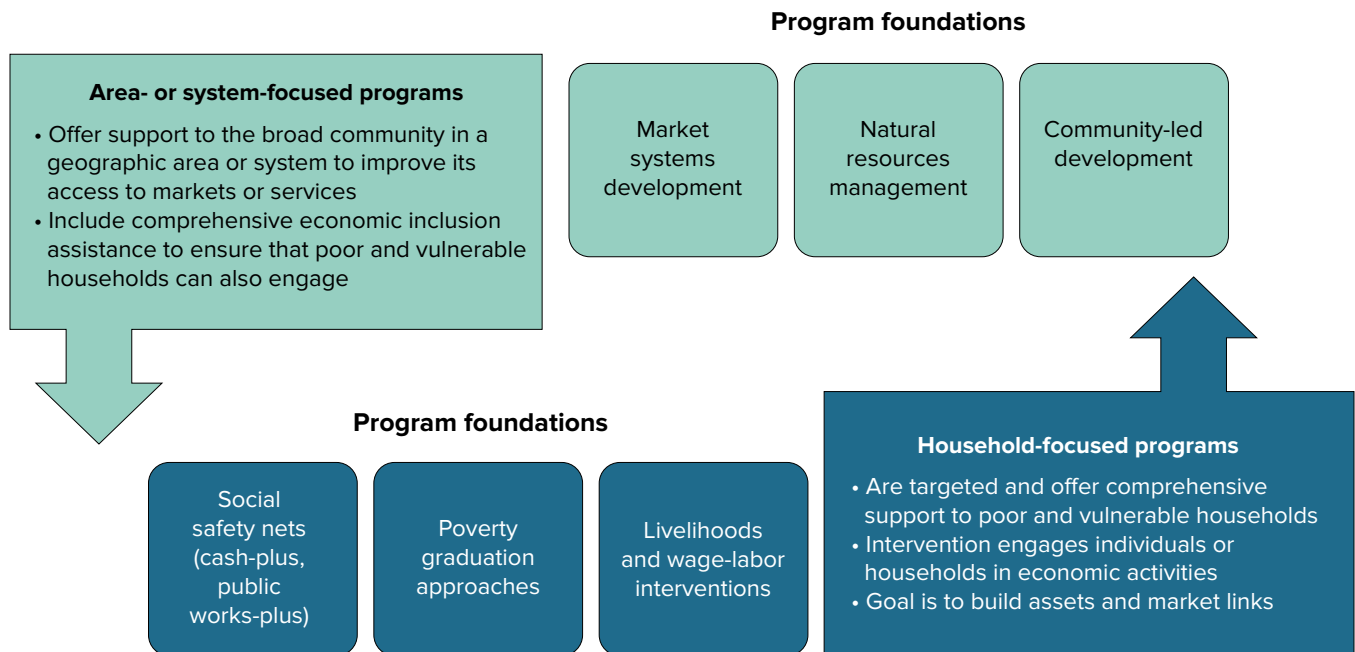 Program foundations
Area- or system-focused programs
• Offer support to the broad community in a
geographic area or system to improve its
access to markets or services
• Include comprehensive economic inclusion
assistance to ensure that poor and vulnerable
households can also engage
Market
systems
development
Natural
resources
management
Community-led
development
Program foundations
Social
safety nets
(cash-plus,
public
works-plus)
Poverty
graduation
approaches
Livelihoods
and wage-labor
interventions
Household-focused programs
• Are targeted and offer comprehensive
support to poor and vulnerable households
• Intervention engages individuals or
households in economic activities
• Goal is to build assets and market links